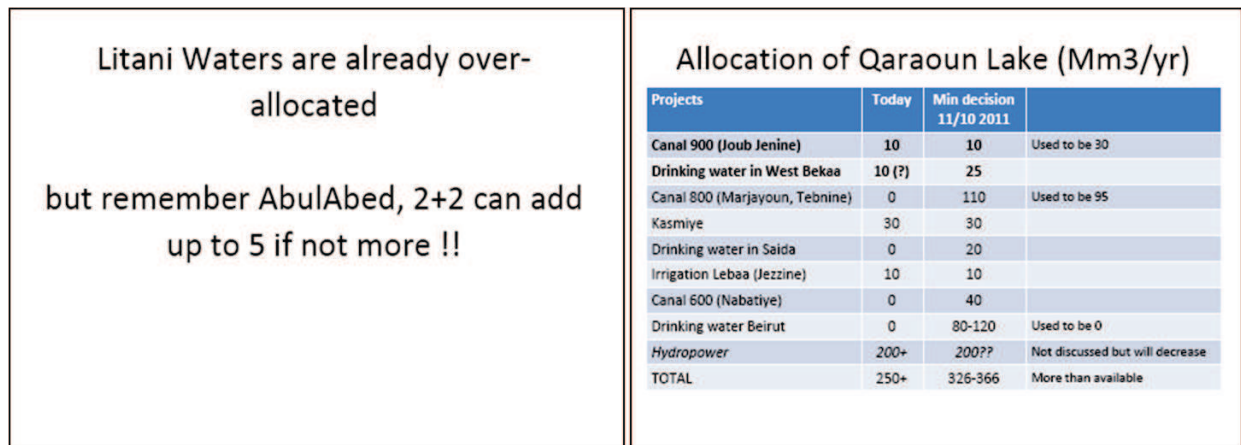 Litani Waters are already over-
allocated
but remember AbulAbed, 2+2 can add
up to 5 if not more !!
Allocation of Qaraoun Lake (Mm3/yr)
Projects Today Min decision
11/10 2011
Canal 900 (Joub Jenine) 10 10 Used to be 30
Drinking water in West Bekaa 10 (?) 25
Canal 800 (Marjayoun, Tebnine) 0 110 Used to be 95
Kasmiye 30 30
Drinking water in Saida 0 20
Irrigation Lebaa (Jezzine) 10 10
Canal 600 (Nabatiye) 0 40
Drinking water Beirut 0 80-120 Used to be 0
Hydropower 200+ 200?? Not discussed but will decrease
TOTAL 250+ 326-366 More than available